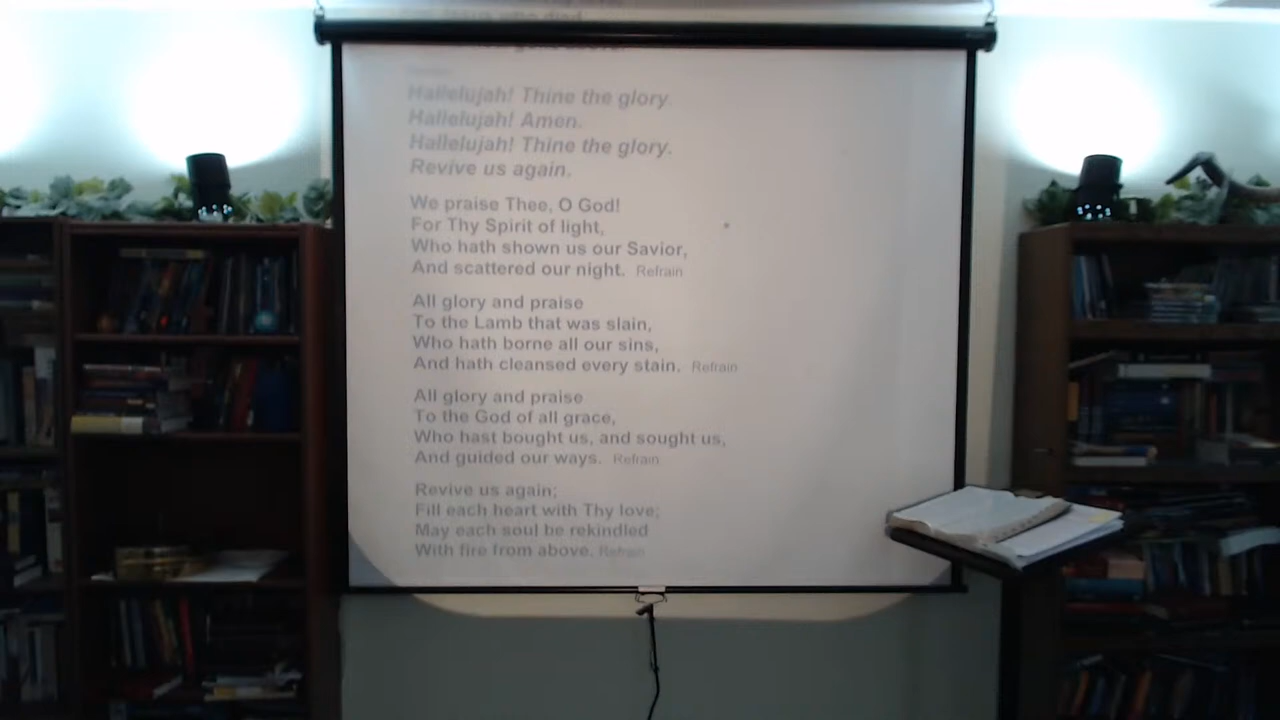 Hallelujah! Thine the glory.
Hallelujah! Amen.
Hallelujah! Thine the glory.
Revive us again.
We praise Thee, O God!
For Thy Spirit of light,
Who hath shown us our Savior,
And scattered our night. Refrain
All glory and praise
To the Lamb that was slain,
Who hath borne all our sins,
And hath cleansed every stain. Refrain
All glory and praise
To the God of all grace,
Who hast bought us, and sought us,
And guided our ways. Refrain
Revive us again;
Fill each heart with Thy love;
May each soul be rekindled
With fire from above. Refrain